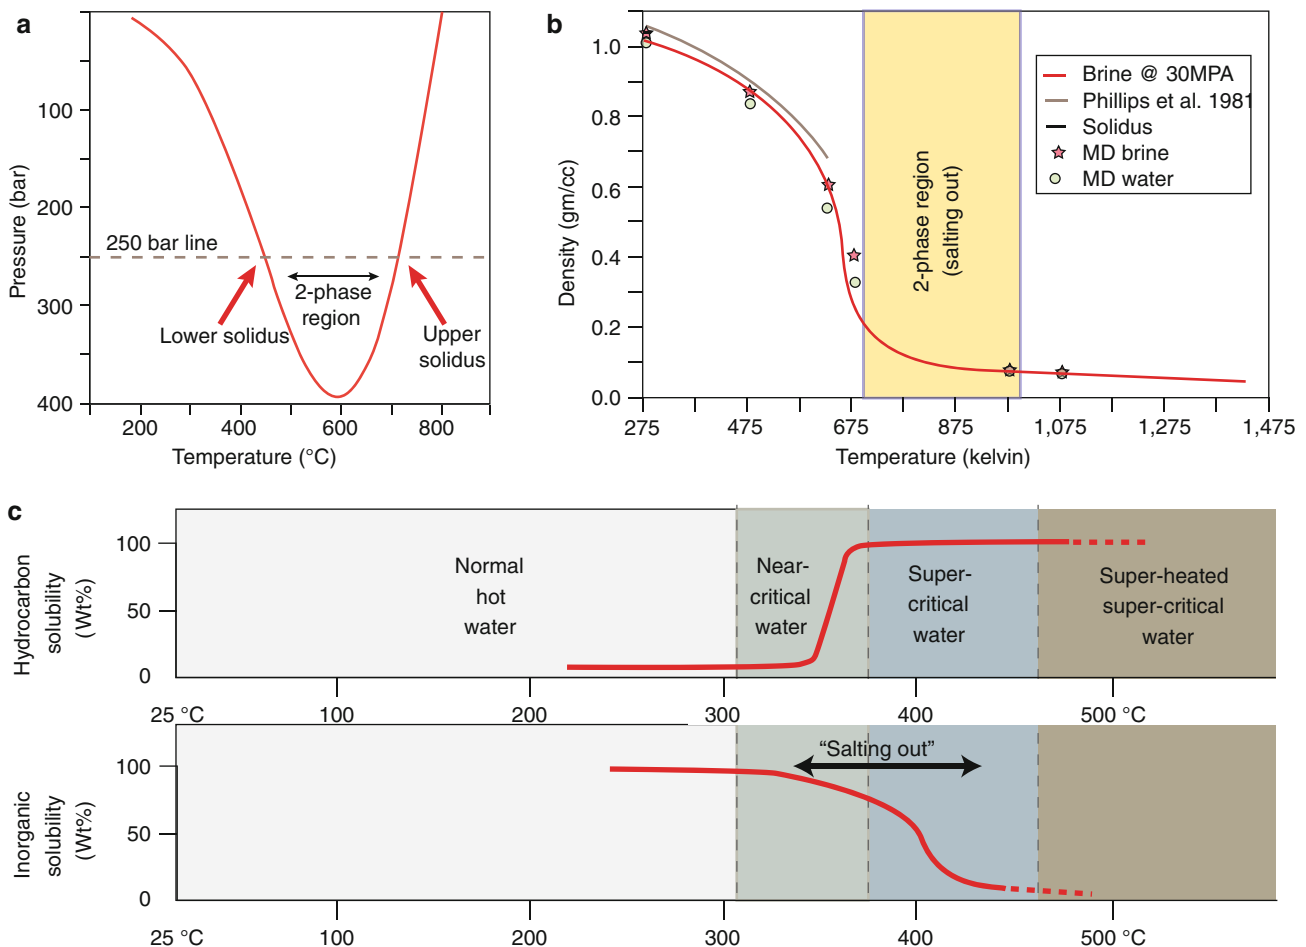 a
Pressure (bar)
100
200
300
400
250 bar line
2-phase
region
Lower solidus
Upper
solidus
200
400
600
800
Temperature (°C)
b
Density (gm/cc)
1.0
0.8
0.6
0.4
0.2
0.0
2-phase region
(salting out)
Brine @ 30MPA
Phillips et al. 1981
Solidus
MD brine
MD water
275
475
675
875
1,075
1,275
1,475
Temperature (kelvin)
c
Hydrocarbon
solubility
(Wt%)
100
50
0
Normal
hot
water
Near-
critical
water
Super-
critical
water
Super-heated
super-critical
water
25 °C
100
200
300
400
500 °C
Inorganic
solubility
(Wt%)
100
50
0
“Salting out”
25 °C
100
200
300
400
500 °C